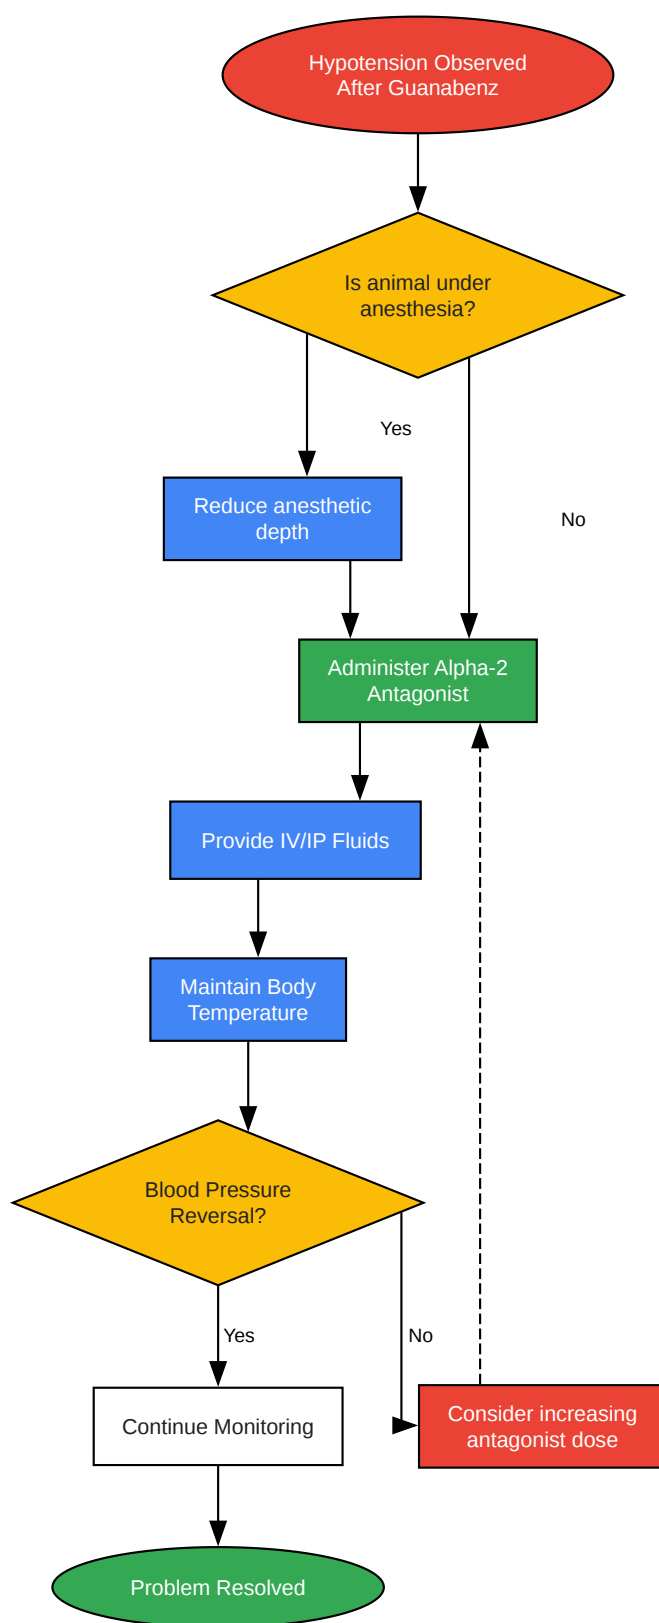 Hypotension Observed
After Guanabenz
Is animal under
anesthesia?
Yes
Reduce anesthetic
depth
No
Administer Alpha-2
Antagonist
Provide IV/IP Fluids
Maintain Body
Temperature
Blood Pressure
Reversal?
Yes
No
Continue Monitoring
Consider increasing
antagonist dose
Problem Resolved